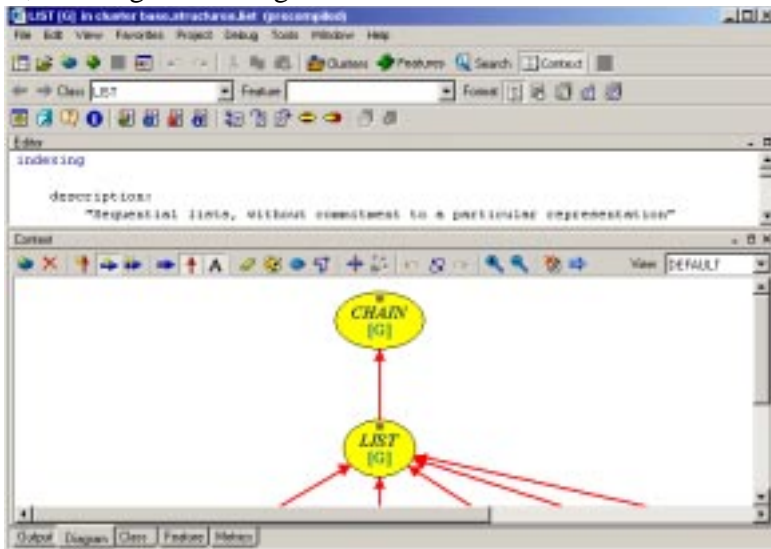 LIST [G] in cluster base.structures.list (precompiled)
File Edit View Favorites Project Debug Tools Window Help
Clusters Features Search Context
Class LIST Feature Format
Editor
indexing
description:
"Sequential lists, without commitment to a particular representation"
Context
A View DEFAULT
CHAIN
[G]
LIST
[G]
Output Diagram Class Feature Metrics